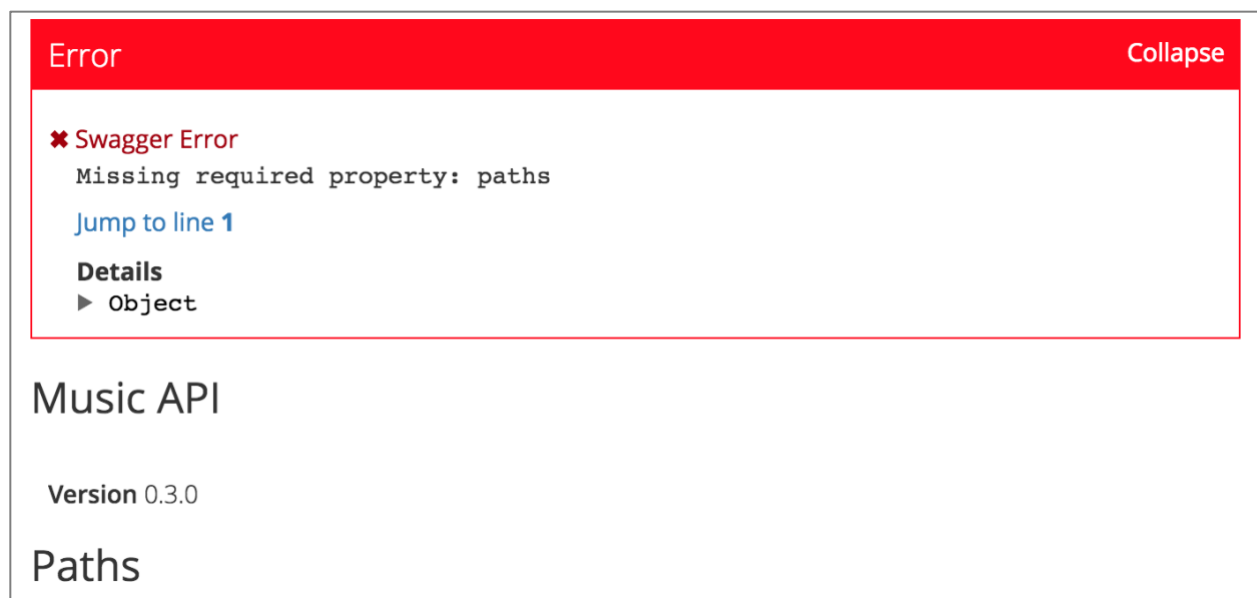 Error
Collapse
✖ Swagger Error
Missing required property: paths
Jump to line 1
Details
▶ Object
Music API
Version 0.3.0
Paths